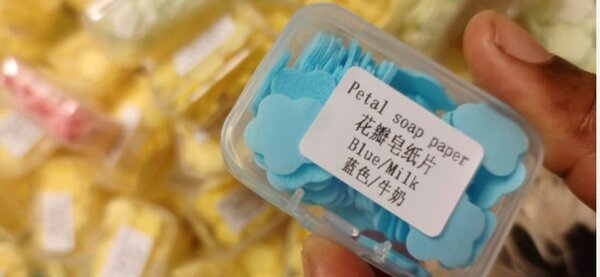 Petal soap paper
花瓣皂纸片
Blue/Milk
蓝色/牛奶